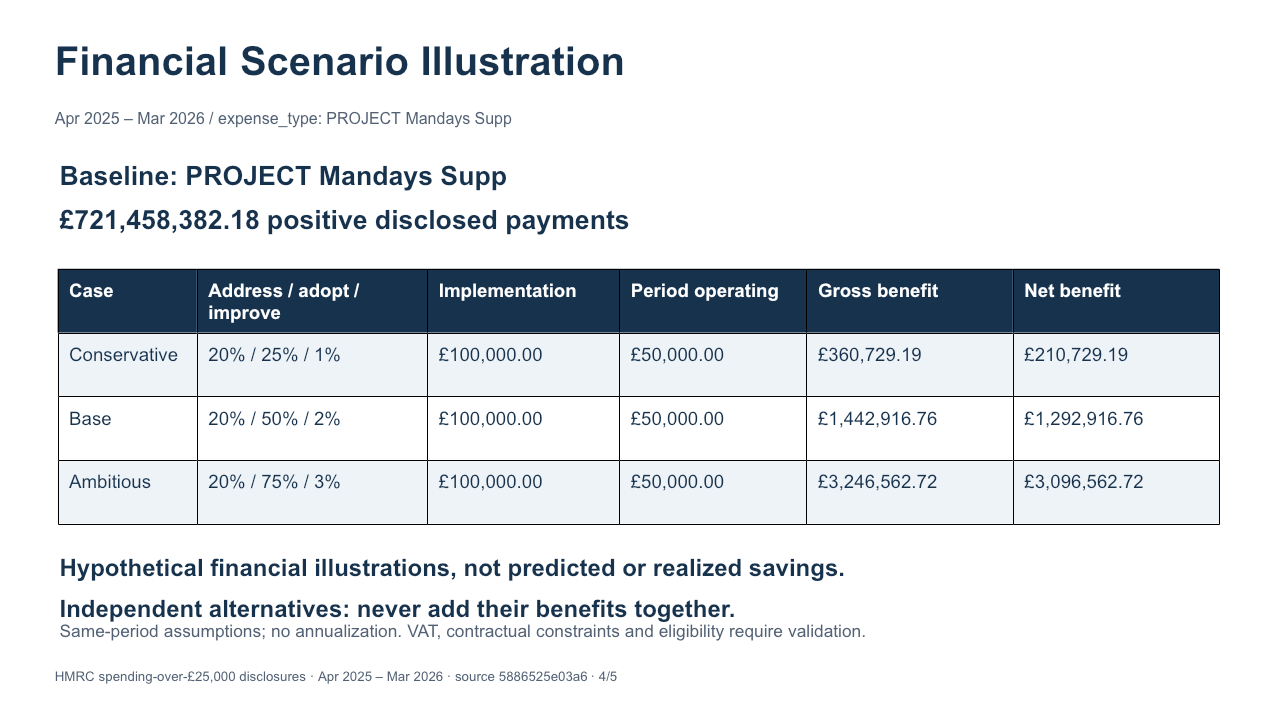 Financial Scenario Illustration
Apr 2025 – Mar 2026 / expense_type: PROJECT Mandays Supp
Baseline: PROJECT Mandays Supp
£721,458,382.18 positive disclosed payments
Case
Address / adopt /
improve
Implementation
Period operating
Gross benefit
Net benefit
Conservative
20% / 25% / 1%
£100,000.00
£50,000.00
£360,729.19
£210,729.19
Base
20% / 50% / 2%
£100,000.00
£50,000.00
£1,442,916.76
£1,292,916.76
Ambitious
20% / 75% / 3%
£100,000.00
£50,000.00
£3,246,562.72
£3,096,562.72
Hypothetical financial illustrations, not predicted or realized savings.
Independent alternatives: never add their benefits together.
Same-period assumptions; no annualization. VAT, contractual constraints and eligibility require validation.
HMRC spending-over-£25,000 disclosures · Apr 2025 – Mar 2026 · source 5886525e03a6 · 4/5